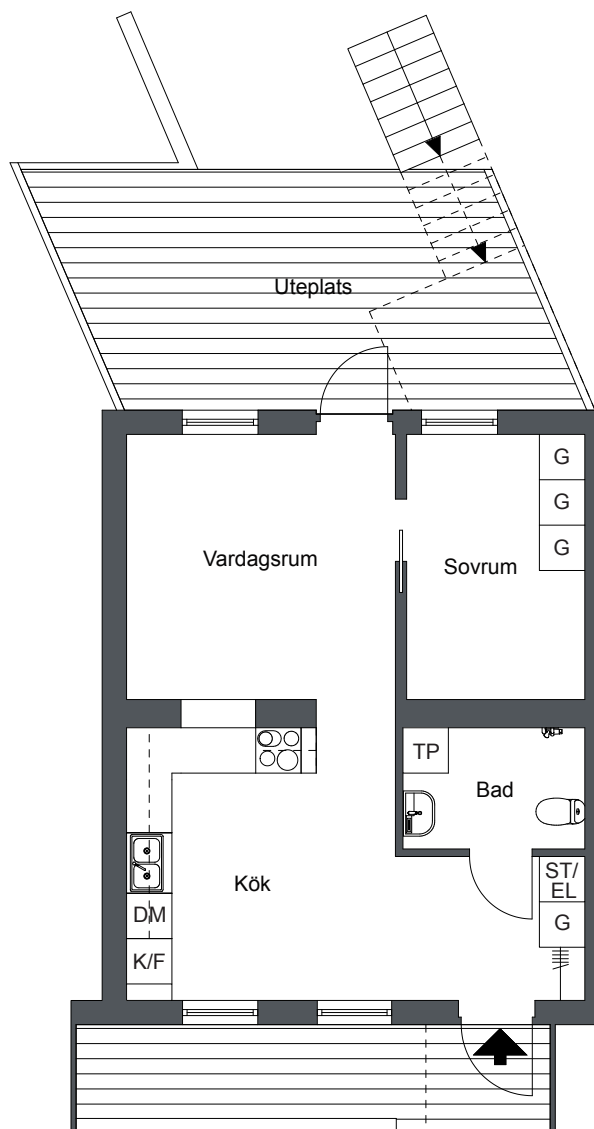 Uteplats
G
G
G
Vardagsrum
Sovrum
TP
Bad
Kök
ST/
EL
DM
G
K/F